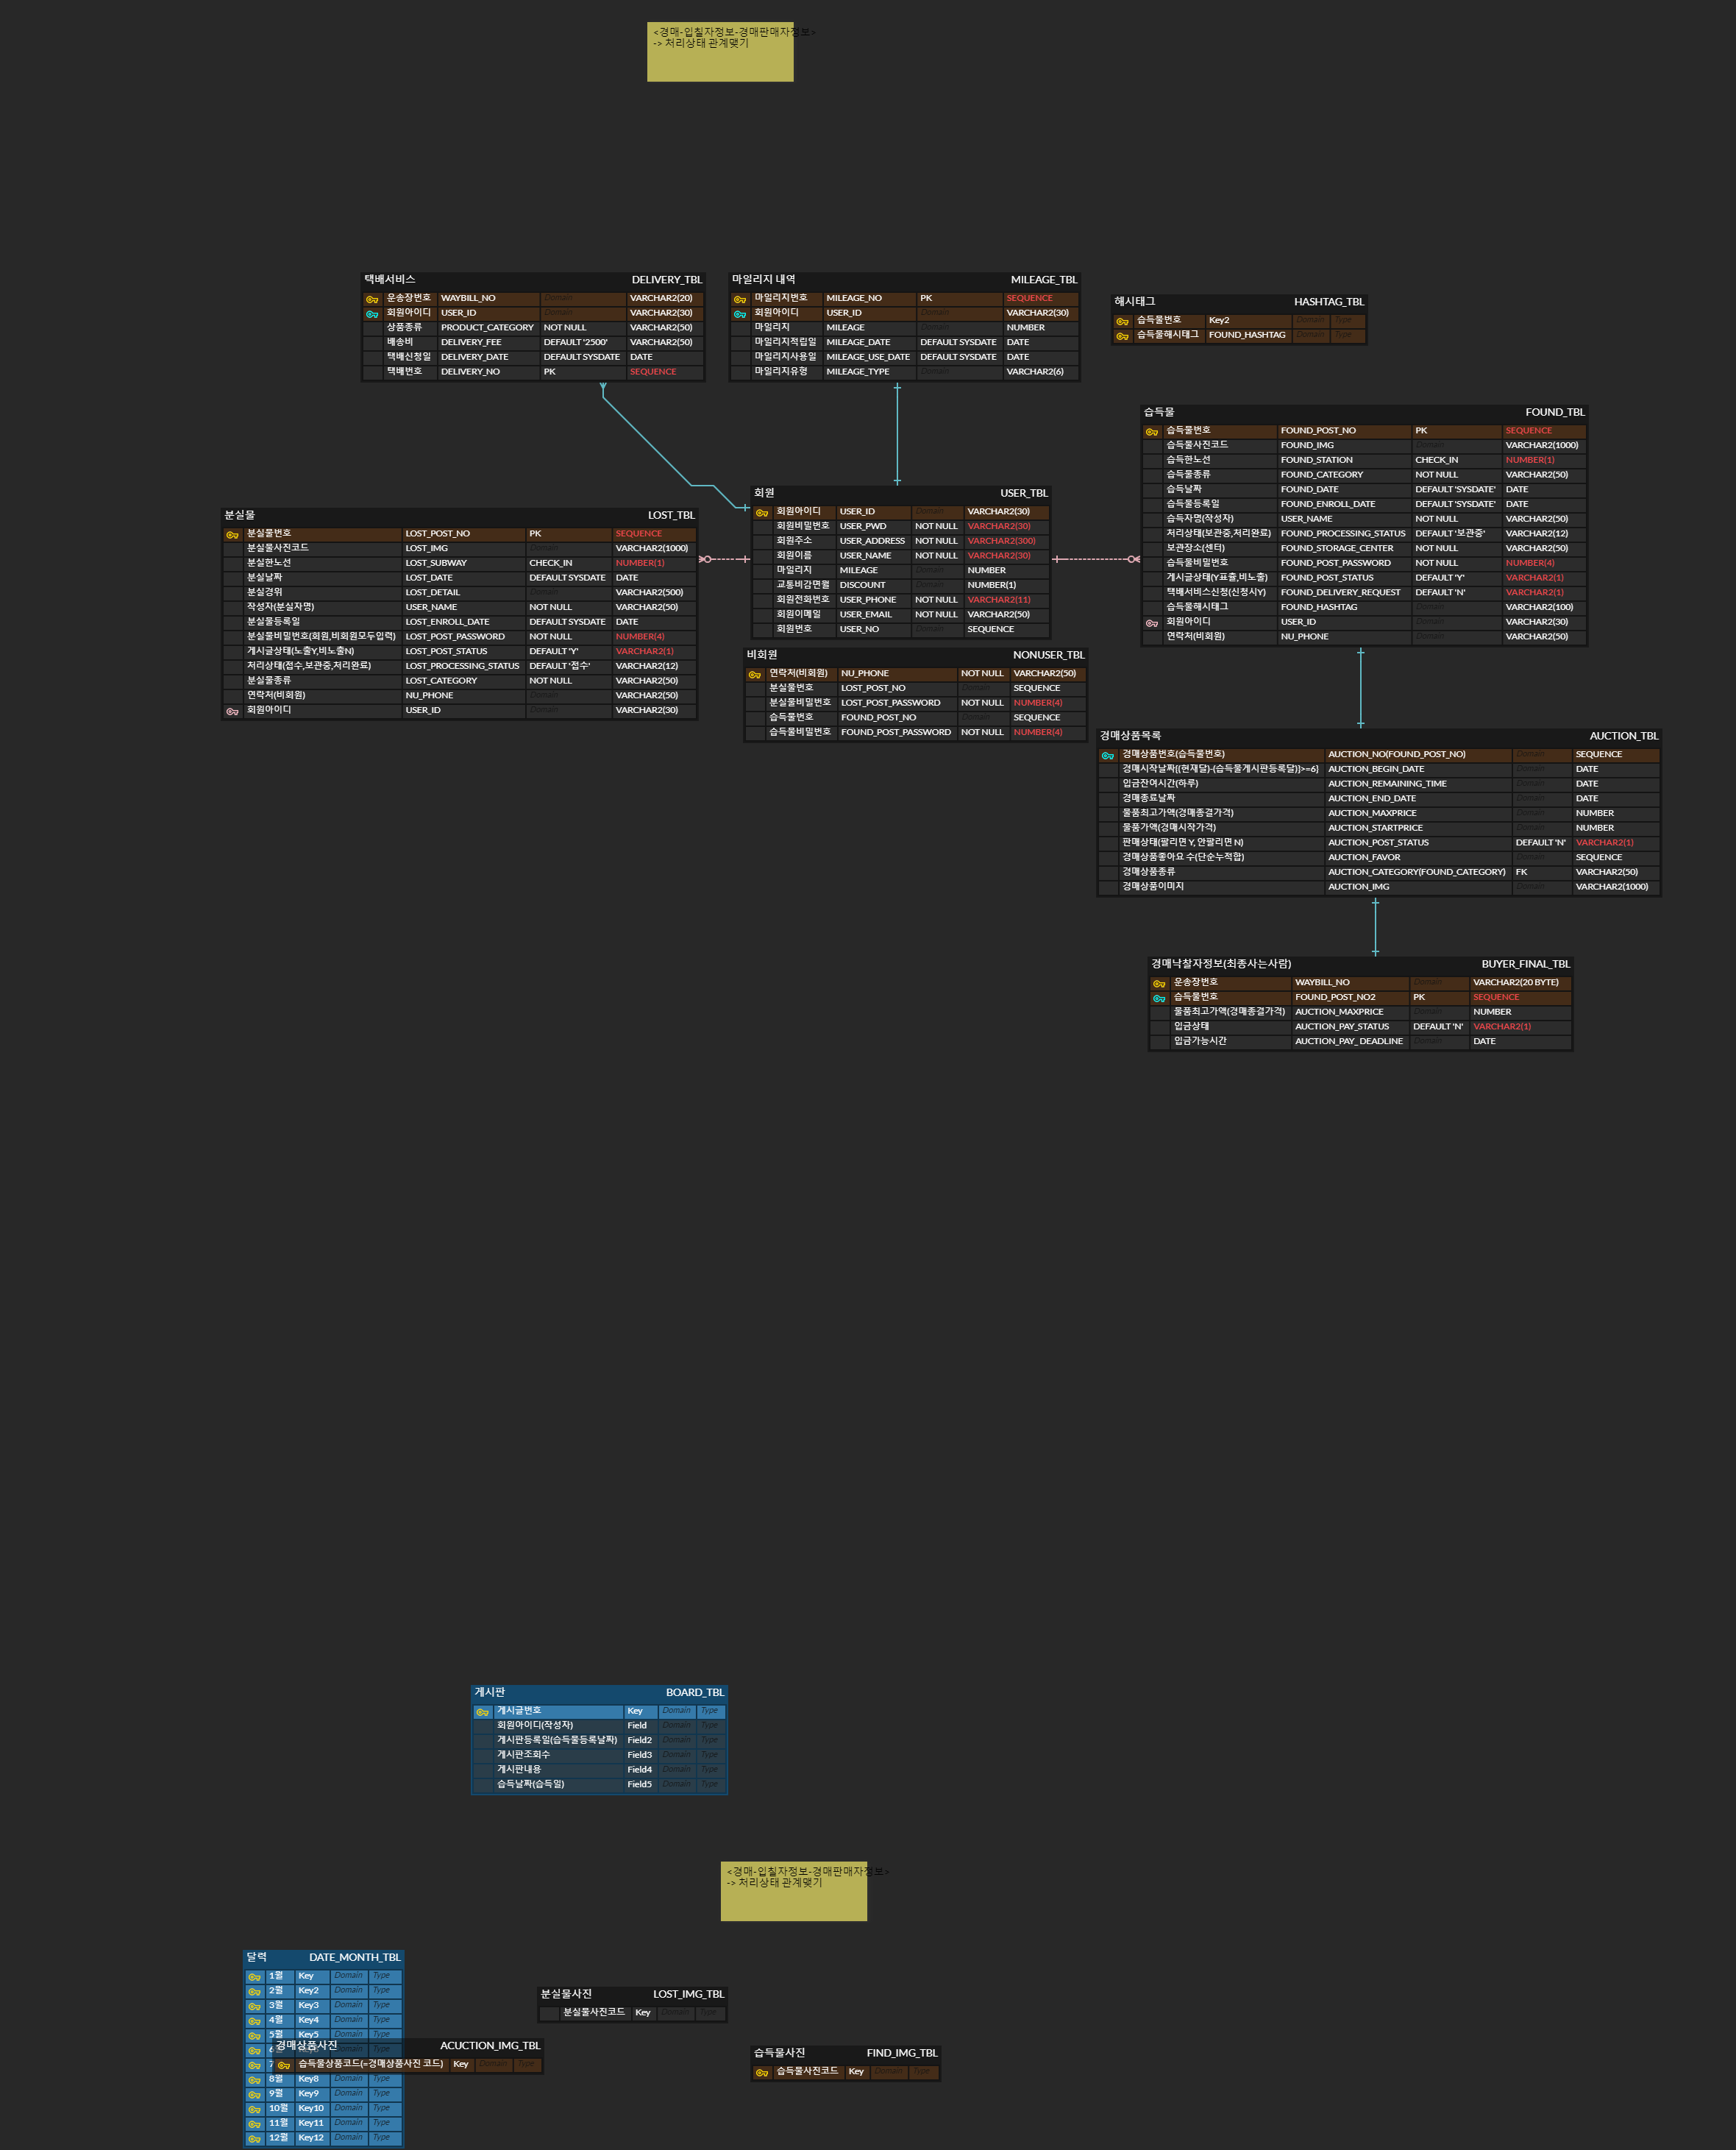 <경매-입칠자정보-경매판매자정보>
-> 처리상태 관계맺기
택배서비스 DELIVERY_TBL
운송장번호 WAYBILL_NO Domain VARCHAR2(20)
회원아이디 USER_ID Domain VARCHAR2(30)
상품종류 PRODUCT_CATEGORY NOT NULL VARCHAR2(50)
배송비 DELIVERY_FEE DEFAULT '2500' VARCHAR2(50)
택배신청일 DELIVERY_DATE DEFAULT SYSDATE DATE
택배번호 DELIVERY_NO PK SEQUENCE
마일리지 내역 MILEAGE_TBL
마일리지번호 MILEAGE_NO PK SEQUENCE
회원아이디 USER_ID Domain VARCHAR2(30)
마일리지 MILEAGE Domain NUMBER
마일리지적립일 MILEAGE_DATE DEFAULT SYSDATE DATE
마일리지사용일 MILEAGE_USE_DATE DEFAULT SYSDATE DATE
마일리지유형 MILEAGE_TYPE Domain VARCHAR2(6)
해시태그 HASHTAG_TBL
습득물번호 Key2 Domain Type
습득물해시태그 FOUND_HASHTAG Domain Type
습득물 FOUND_TBL
습득물번호 FOUND_POST_NO PK SEQUENCE
습득물사진코드 FOUND_IMG Domain VARCHAR2(1000)
습득한노선 FOUND_STATION CHECK_IN NUMBER(1)
습득물종류 FOUND_CATEGORY NOT NULL VARCHAR2(50)
습득날짜 FOUND_DATE DEFAULT 'SYSDATE' DATE
습득물등록일 FOUND_ENROLL_DATE DEFAULT 'SYSDATE' DATE
습득자명(작성자) USER_NAME NOT NULL VARCHAR2(50)
처리상태(보관중,처리완료) FOUND_PROCESSING_STATUS DEFAULT '보관중' VARCHAR2(12)
보관장소(센터) FOUND_STORAGE_CENTER NOT NULL VARCHAR2(50)
습득물비밀번호 FOUND_POST_PASSWORD NOT NULL NUMBER(4)
게시글상태(Y표출,비노출) FOUND_POST_STATUS DEFAULT 'Y' VARCHAR2(1)
택배서비스신청(신청시Y) FOUND_DELIVERY_REQUEST DEFAULT 'N' VARCHAR2(1)
습득물해시태그 FOUND_HASHTAG Domain VARCHAR2(100)
회원아이디 USER_ID Domain VARCHAR2(30)
연락처(비회원) NU_PHONE Domain VARCHAR2(50)
회원 USER_TBL
회원아이디 USER_ID Domain VARCHAR2(30)
회원비밀번호 USER_PWD NOT NULL VARCHAR2(30)
회원주소 USER_ADDRESS NOT NULL VARCHAR2(300)
회원이름 USER_NAME NOT NULL VARCHAR2(30)
마일리지 MILEAGE Domain NUMBER
교통비감면율 DISCOUNT Domain NUMBER(1)
회원전화번호 USER_PHONE NOT NULL VARCHAR2(11)
회원이메일 USER_EMAIL NOT NULL VARCHAR2(50)
회원번호 USER_NO Domain SEQUENCE
분실물 LOST_TBL
분실물번호 LOST_POST_NO PK SEQUENCE
분실물사진코드 LOST_IMG Domain VARCHAR2(1000)
분실한노선 LOST_SUBWAY CHECK_IN NUMBER(1)
분실날짜 LOST_DATE DEFAULT SYSDATE DATE
분실경위 LOST_DETAIL Domain VARCHAR2(500)
작성자(분실자명) USER_NAME NOT NULL VARCHAR2(50)
분실물등록일 LOST_ENROLL_DATE DEFAULT SYSDATE DATE
분실물비밀번호(회원,비회원모두입력) LOST_POST_PASSWORD NOT NULL NUMBER(4)
게시글상태(노출Y,비노출N) LOST_POST_STATUS DEFAULT 'Y' VARCHAR2(1)
처리상태(접수,보관중,처리완료) LOST_PROCESSING_STATUS DEFAULT '접수' VARCHAR2(12)
분실물종류 LOST_CATEGORY NOT NULL VARCHAR2(50)
연락처(비회원) NU_PHONE Domain VARCHAR2(50)
회원아이디 USER_ID Domain VARCHAR2(30)
비회원 NONUSER_TBL
연락처(비회원) NU_PHONE NOT NULL VARCHAR2(50)
분실물번호 LOST_POST_NO Domain SEQUENCE
분실물비밀번호 LOST_POST_PASSWORD NOT NULL NUMBER(4)
습득물번호 FOUND_POST_NO Domain SEQUENCE
습득물비밀번호 FOUND_POST_PASSWORD NOT NULL NUMBER(4)
경매상품목록 AUCTION_TBL
경매상품번호(습득물번호) AUCTION_NO(FOUND_POST_NO) Domain SEQUENCE
경매시작날짜[{현재달}-{습득물게시판등록달}]>=6] AUCTION_BEGIN_DATE Domain DATE
입금잔여시간(하루) AUCTION_REMAINING_TIME Domain DATE
경매종료날짜 AUCTION_END_DATE Domain DATE
물품최고가액(경매종결가격) AUCTION_MAXPRICE Domain NUMBER
물품가액(경매시작가격) AUCTION_STARTPRICE Domain NUMBER
판매상태(팔리면 Y, 안팔리면 N) AUCTION_POST_STATUS DEFAULT 'N' VARCHAR2(1)
경매상품좋아요 수(단순누적합) AUCTION_FAVOR Domain SEQUENCE
경매상품종류 AUCTION_CATEGORY(FOUND_CATEGORY) FK VARCHAR2(50)
경매상품이미지 AUCTION_IMG Domain VARCHAR2(1000)
경매낙찰자정보(최종사는사람) BUYER_FINAL_TBL
운송장번호 WAYBILL_NO Domain VARCHAR2(20 BYTE)
습득물번호 FOUND_POST_NO2 PK SEQUENCE
물품최고가액(경매종결가격) AUCTION_MAXPRICE Domain NUMBER
입금상태 AUCTION_PAY_STATUS DEFAULT 'N' VARCHAR2(1)
입금가능시간 AUCTION_PAY_ DEADLINE Domain DATE
게시판 BOARD_TBL
게시글번호 Key Domain Type
회원아이디(작성자) Field Domain Type
게시판등록일(습득물등록날짜) Field2 Domain Type
게시판조회수 Field3 Domain Type
게시판내용 Field4 Domain Type
습득날짜(습득일) Field5 Domain Type
<경매-입칠자정보-경매판매자정보>
-> 처리상태 관계맺기
달력 DATE_MONTH_TBL
1월 Key Domain Type
2월 Key2 Domain Type
3월 Key3 Domain Type
4월 Key4 Domain Type
5월 Key5 Domain Type
8월 Key8 Domain Type
9월 Key9 Domain Type
10월 Key10 Domain Type
11월 Key11 Domain Type
12월 Key12 Domain Type
경매상품사진 ACUCTION_IMG_TBL
습득물상품코드(=경매상품사진 코드) Key Domain Type
분실물사진 LOST_IMG_TBL
분실물사진코드 Key Domain Type
습득물사진 FIND_IMG_TBL
습득물사진코드 Key Domain Type